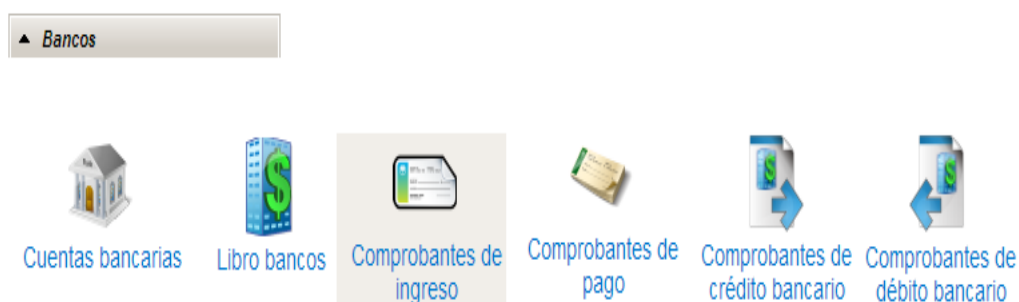 Bancos
Cuentas bancarias
Libro bancos
Comprobantes de
ingreso
Comprobantes de
pago
Comprobantes de
crédito bancario
Comprobantes de
débito bancario